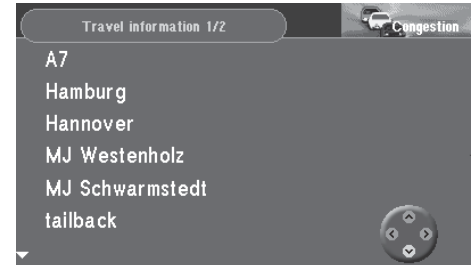 Travel information 1/2
Congestion
A7
Hamburg
Hannover
MJ Westenholz
MJ Schwarmstedt
tailback